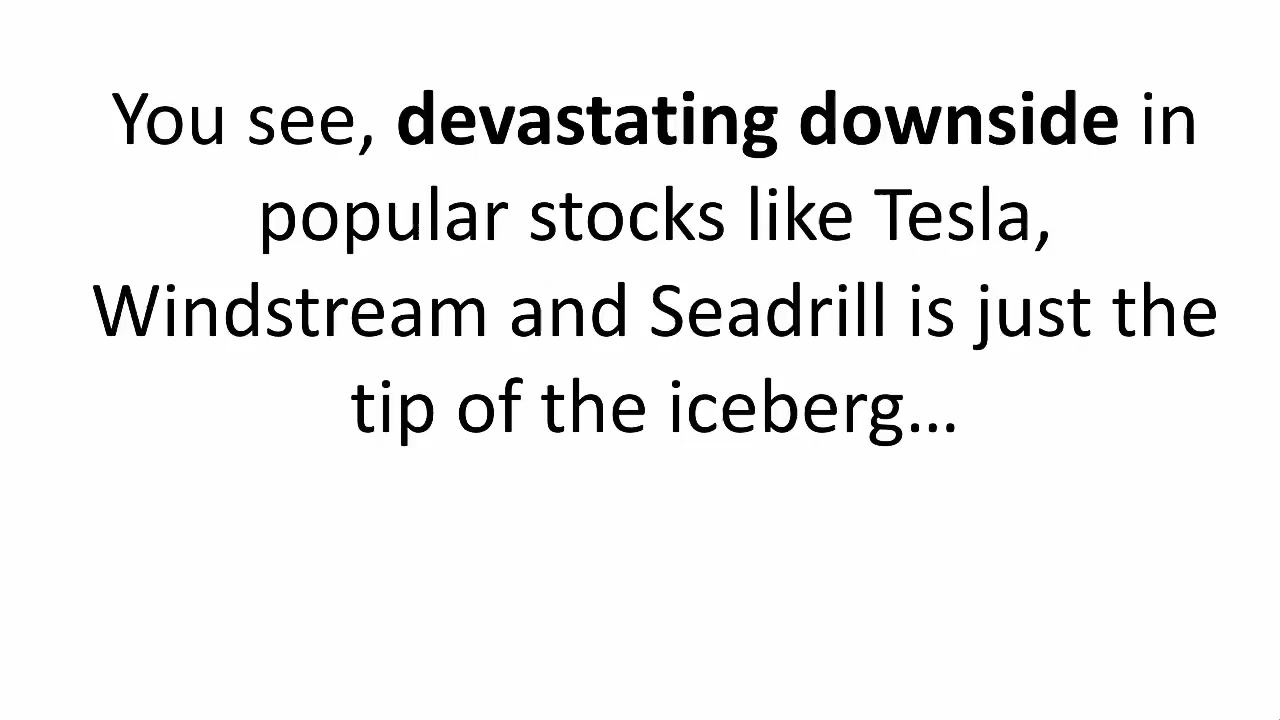 You see, devastating downside in
popular stocks like Tesla,
Windstream and Seadrill is just the
tip of the iceberg…